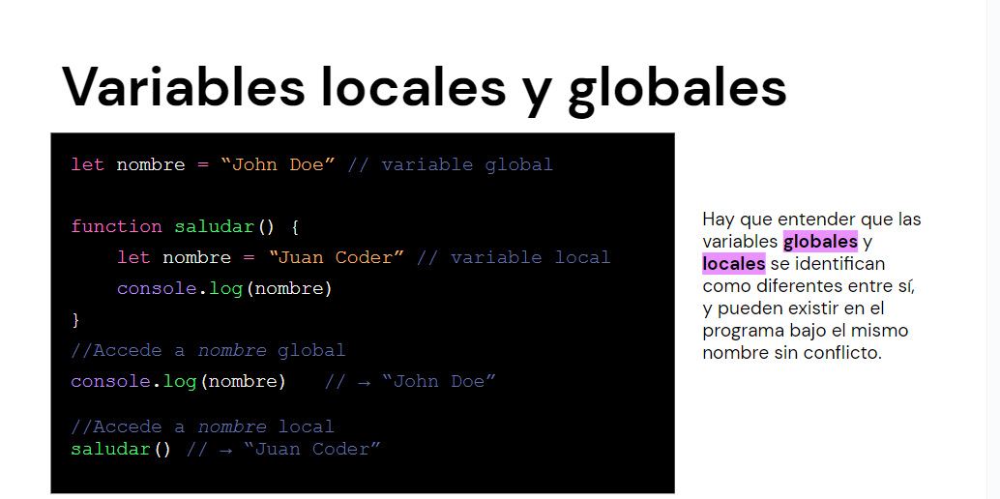 Variables locales y globales
let nombre = “John Doe” // variable global
function saludar() {
    let nombre = “Juan Coder” // variable local
    console.log(nombre)
}
//Accede a nombre global
console.log(nombre)   // → “John Doe”
//Accede a nombre local
saludar() // → “Juan Coder”
Hay que entender que las
variables globales y
locales se identifican
como diferentes entre sí,
y pueden existir en el
programa bajo el mismo
nombre sin conflicto.